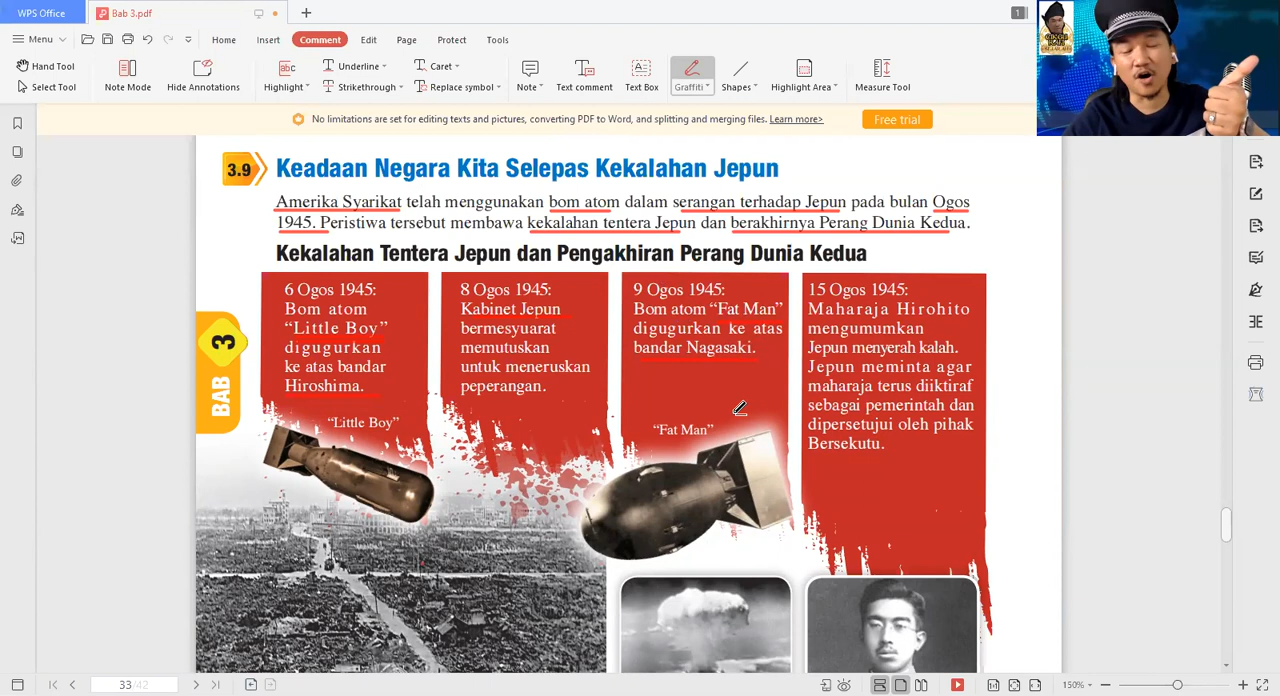 WPS Office
Bab 3.pdf
1
Menu
Home
Insert
Comment
Edit
Page
Protect
Tools
Hand Tool
Select Tool
Note Mode
Hide Annotations
Highlight
Underline
Strikethrough
Caret
Replace symbol
Note
Text comment
Text Box
Graffiti
Shapes
Highlight Area
Measure Tool
No limitations are set for editing texts and pictures, converting PDF to Word, and splitting and merging files. Learn more>
Free trial
3.9 Keadaan Negara Kita Selepas Kekalahan Jepun
Amerika Syarikat telah menggunakan bom atom dalam serangan terhadap Jepun pada bulan Ogos
1945. Peristiwa tersebut membawa kekalahan tentera Jepun dan berakhirnya Perang Dunia Kedua.
Kekalahan Tentera Jepun dan Pengakhiran Perang Dunia Kedua
6 Ogos 1945:
Bom atom
“Little Boy”
digugurkan
ke atas bandar
Hiroshima.
“Little Boy”
8 Ogos 1945:
Kabinet Jepun
bermesyuarat
memutuskan
untuk meneruskan
peperangan.
9 Ogos 1945:
Bom atom “Fat Man”
digugurkan ke atas
bandar Nagasaki.
“Fat Man”
15 Ogos 1945:
Maharaja Hirohito
mengumumkan
Jepun menyerah kalah.
Jepun meminta agar
maharaja terus diiktiraf
sebagai pemerintah dan
dipersetujui oleh pihak
Bersekutu.
BAB 3
33/42
150%